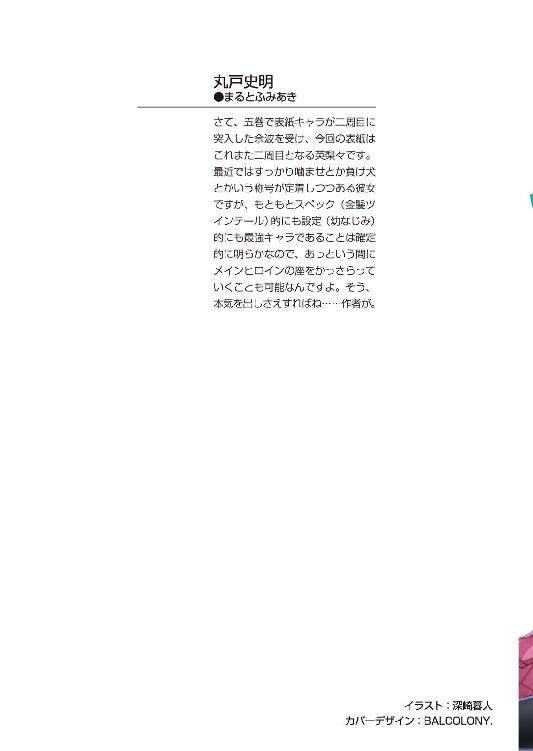 丸戸史明
●まるとふみあき
さて、五巻で表紙キャラが二周目に
突入した余波を受け、今回の表紙は
これまた二周目となる英梨々です。
最近ではすっかり噛ませとか負け犬
とかいう称号が定着しつつある彼女
ですが、もともとスペック（金髪ツ
インテール）的にも設定（幼なじみ）
的にも最強キャラであることは確定
的に明らかなので、あっという間に
メインヒロインの座をかっさらって
いくことも可能なんですよ。そう、
本気を出しさえすればね……作者が。
イラスト：深崎暮人
カバーデザイン：BALCOLONY.